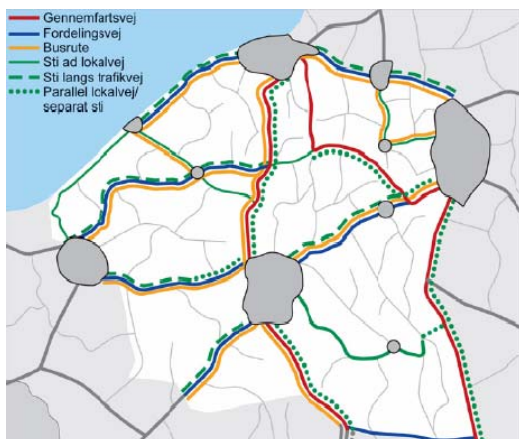 Gennemfartsvej
Fordelingsvej
Busrute
Sti ad lokalvej
Sti langs trafikvej
Parallel lokalvej/
separat sti